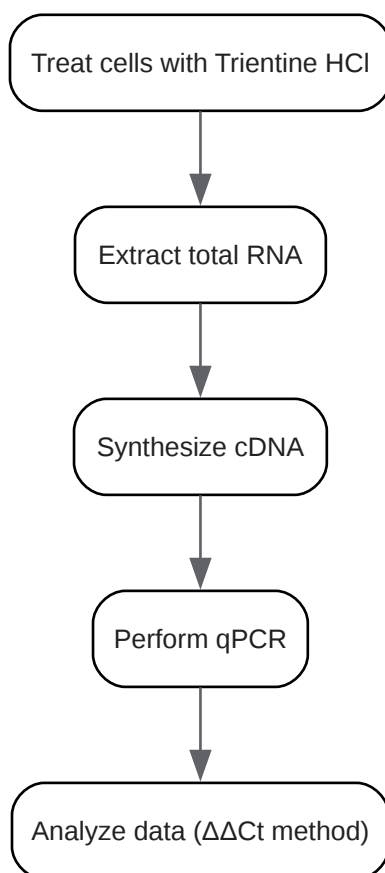 Treat cells with Trientine HCl
Extract total RNA
Synthesize cDNA
Perform qPCR
Analyze data (ΔΔCt method)